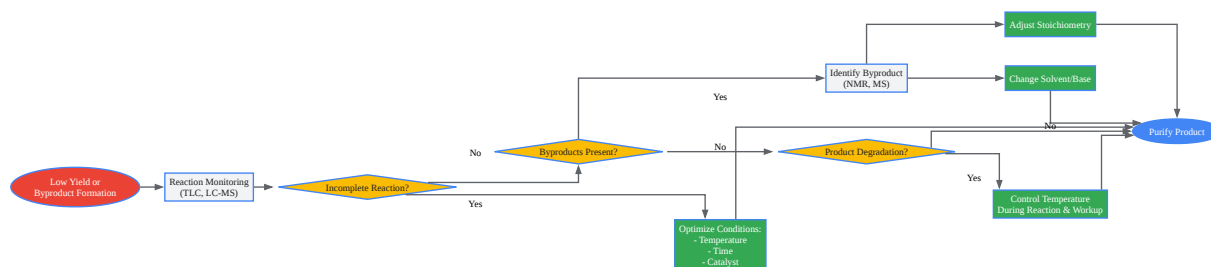 Low Yield or
Byproduct Formation
Reaction Monitoring
(TLC, LC-MS)
Incomplete Reaction?
No
Yes
Byproducts Present?
Yes
No
Optimize Conditions:
- Temperature
- Time
- Catalyst
Identify Byproduct
(NMR, MS)
Product Degradation?
Adjust Stoichiometry
Change Solvent/Base
No
Yes
Control Temperature
During Reaction & Workup
Purify Product